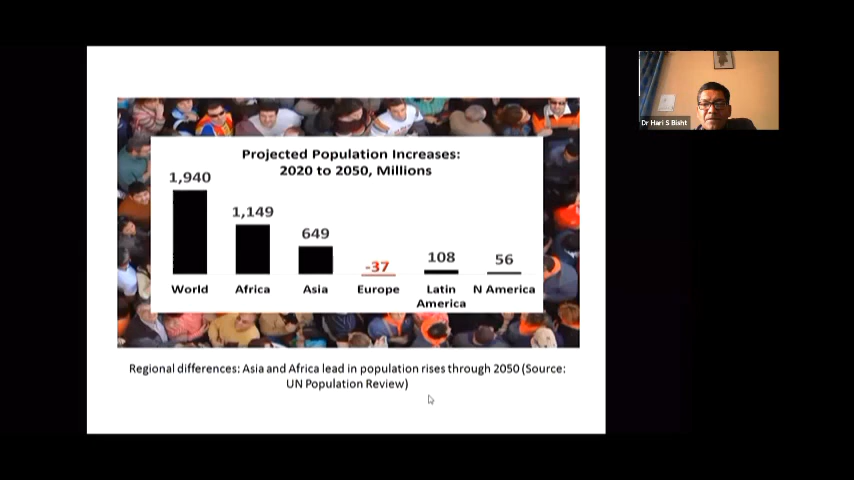 Projected Population Increases:
2020 to 2050, Millions
1,940
1,149
649
-37
108
56
World
Africa
Asia
Europe
Latin
America
N America
Regional differences: Asia and Africa lead in population rises through 2050 (Source:
UN Population Review)
Dr Hari S Bisht